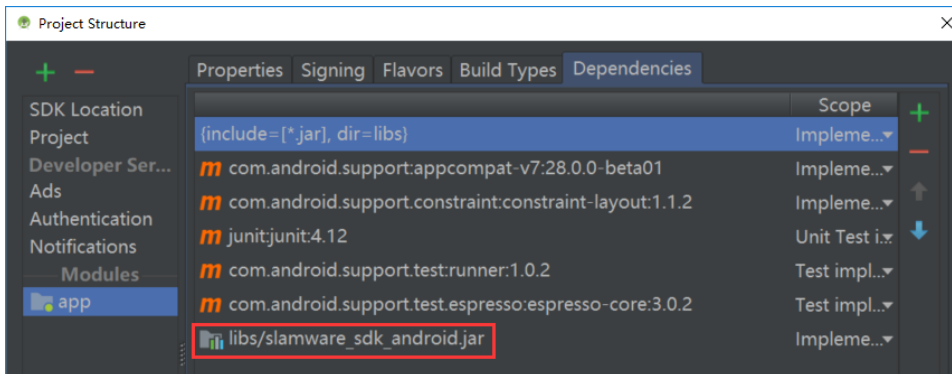 Project Structure
Properties Signing Flavors Build Types Dependencies
SDK Location
Project
Developer Ser...
Ads
Authentication
Notifications
Modules
app
Scope
{include=[*.jar], dir=libs} Impleme...
com.android.support:appcompat-v7:28.0.0-beta01 Impleme...
com.android.support.constraint:constraint-layout:1.1.2 Impleme...
junit:junit:4.12 Unit Test i...
com.android.support.test:runner:1.0.2 Test impl...
com.android.support.test.espresso:espresso-core:3.0.2 Test impl...
libs/slamware_sdk_android.jar Impleme...